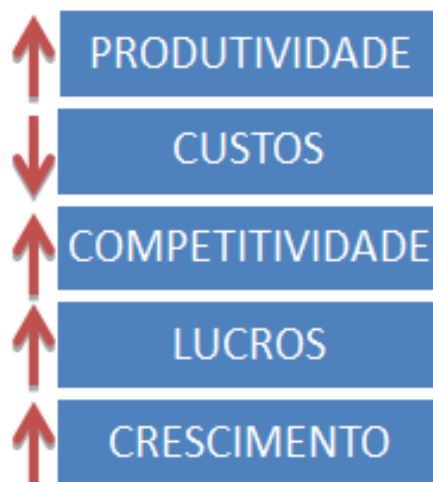 PRODUTIVIDADE
CUSTOS
COMPETITIVIDADE
LUCROS
CRESCIMENTO